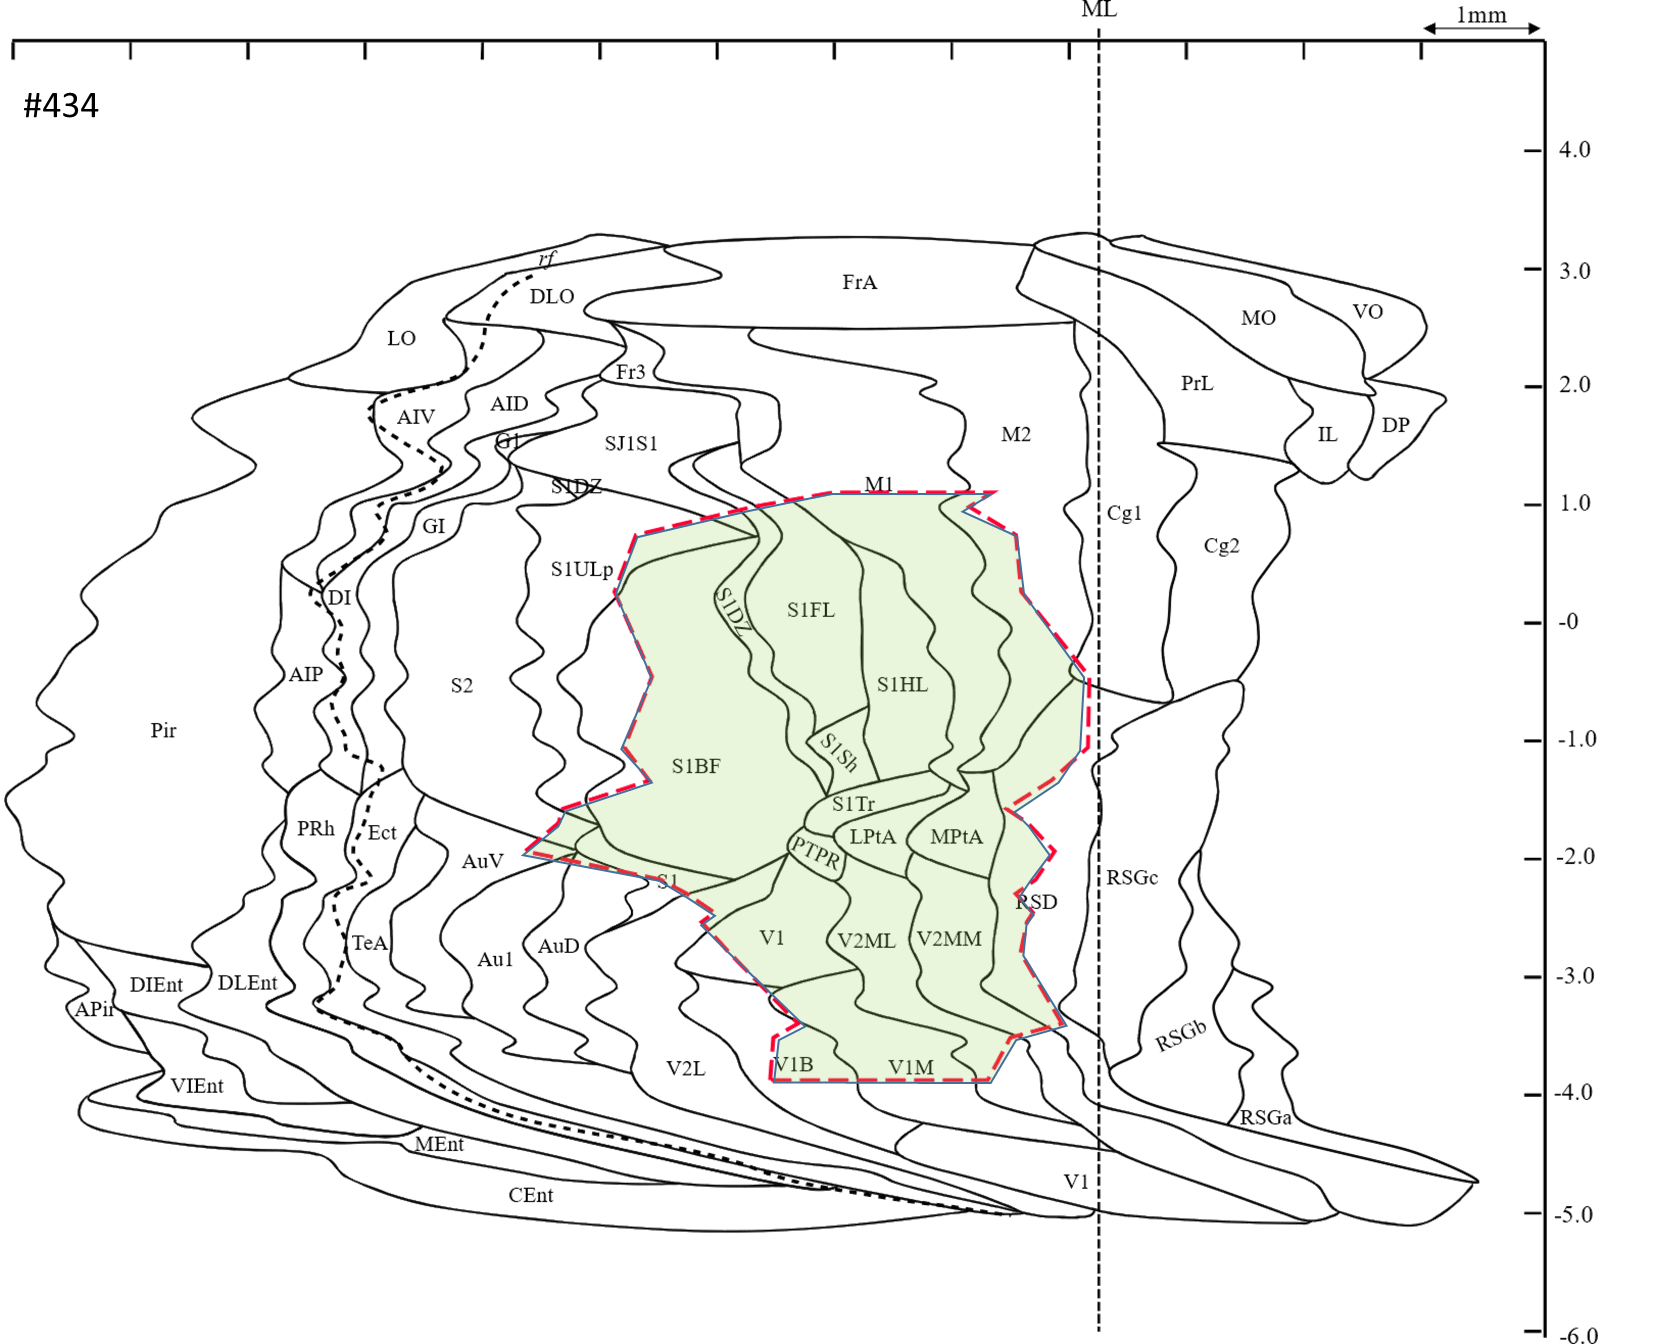 ML
1mm
#434
4.0
rf
3.0
FrA
DLO
VO
MO
LO
Fr3
PrL
2.0
AID
AIV
DP
M2
IL
G1
SJ1S1
M1
S1DZ
1.0
Cg1
GI
Cg2
S1ULp
DI
S1DZ
S1FL
-0
AIP
S2
S1HL
Pir
-1.0
S1Sh
S1BF
S1Tr
PRh
Ect
LPtA
MPtA
PTPR
-2.0
AuV
S1
RSGc
RSD
V1
V2ML
V2MM
TeA
AuD
Au1
-3.0
DIEnt
DLEnt
APir
RSGb
V1B
V1M
V2L
VIEnt
-4.0
RSGa
MEnt
V1
CEnt
-5.0
-6.0